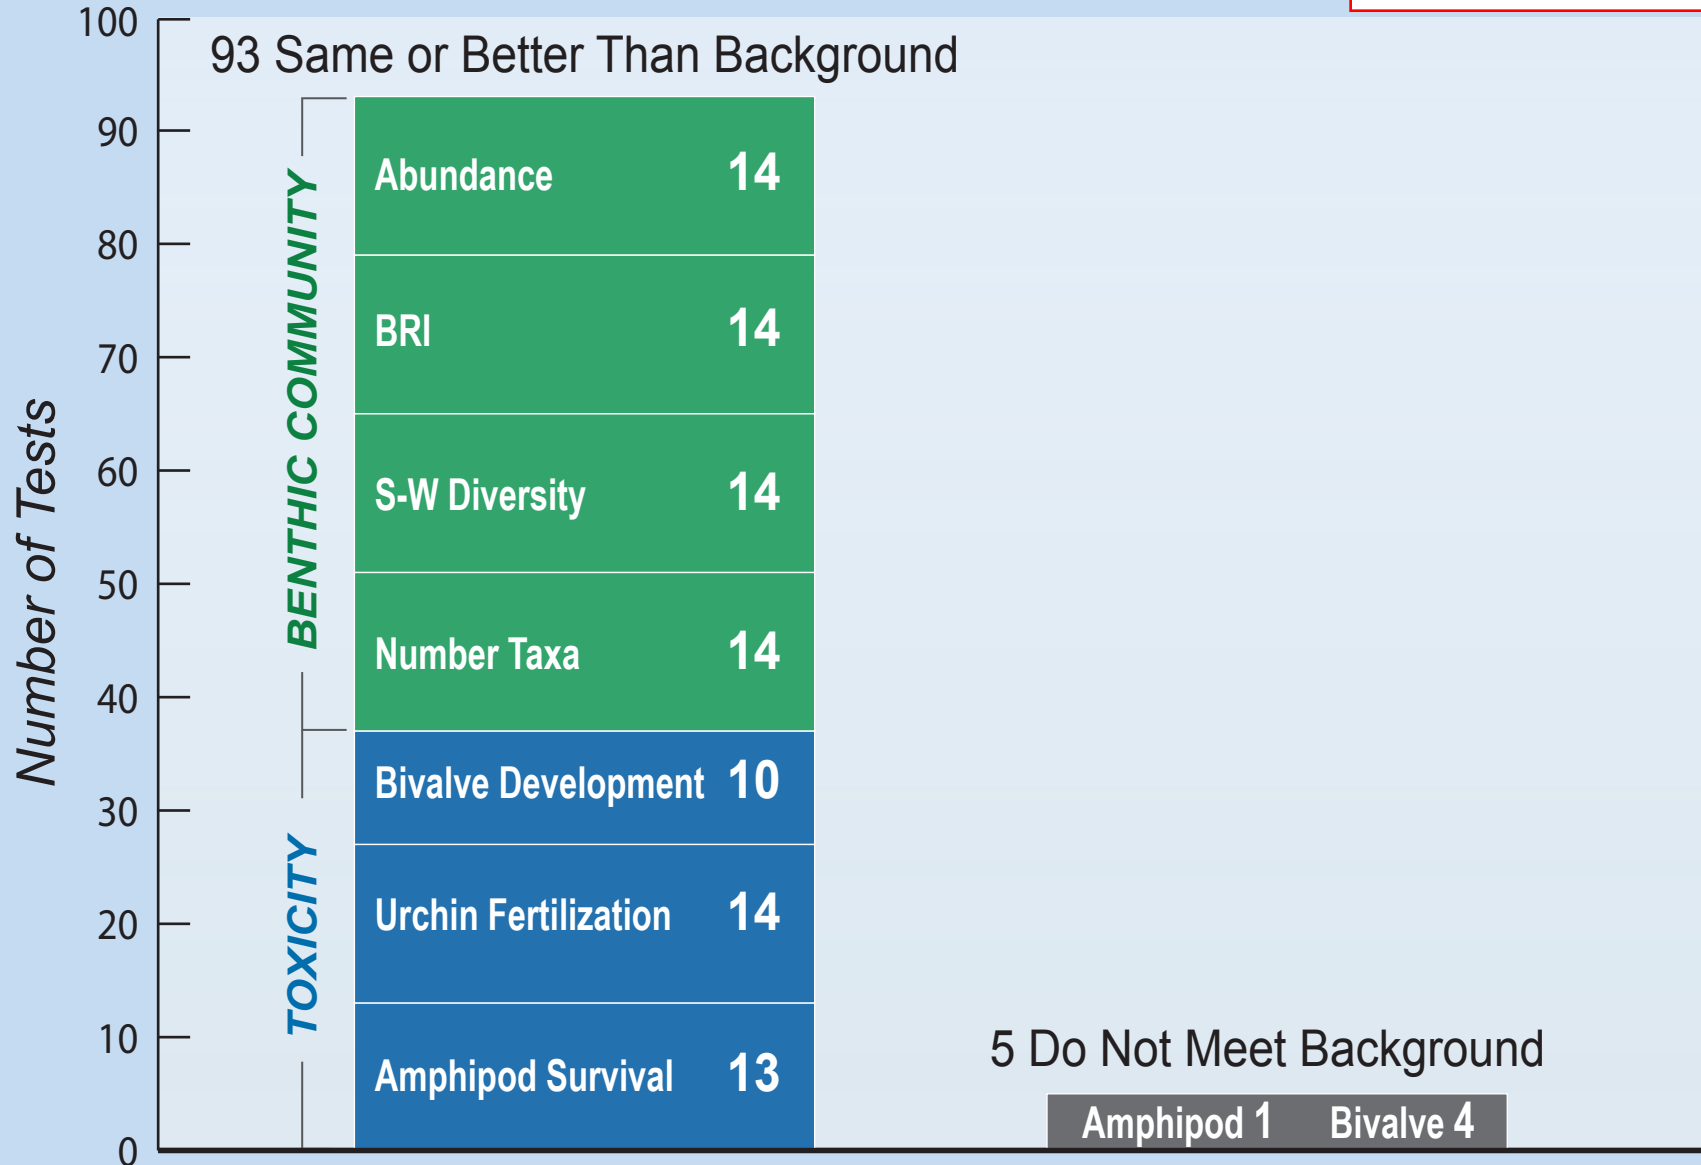 Number of Tests
100
90
80
70
60
50
40
30
20
10
0
93 Same or Better Than Background
BENTHIC COMMUNITY
TOXICITY
Abundance 14
BRI 14
S-W Diversity 14
Number Taxa 14
Bivalve Development 10
Urchin Fertilization 14
Amphipod Survival 13
5 Do Not Meet Background
Amphipod 1 Bivalve 4